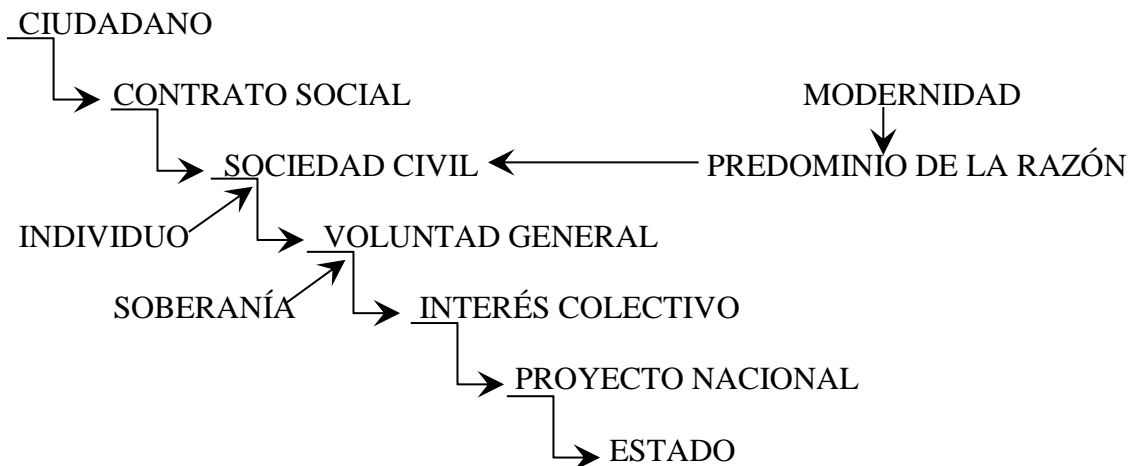 CIUDADANO
CONTRATO SOCIAL
MODERNIDAD
SOCIEDAD CIVIL
PREDOMINIO DE LA RAZÓN
INDIVIDUO
VOLUNTAD GENERAL
SOBERANÍA
INTERÉS COLECTIVO
PROYECTO NACIONAL
ESTADO